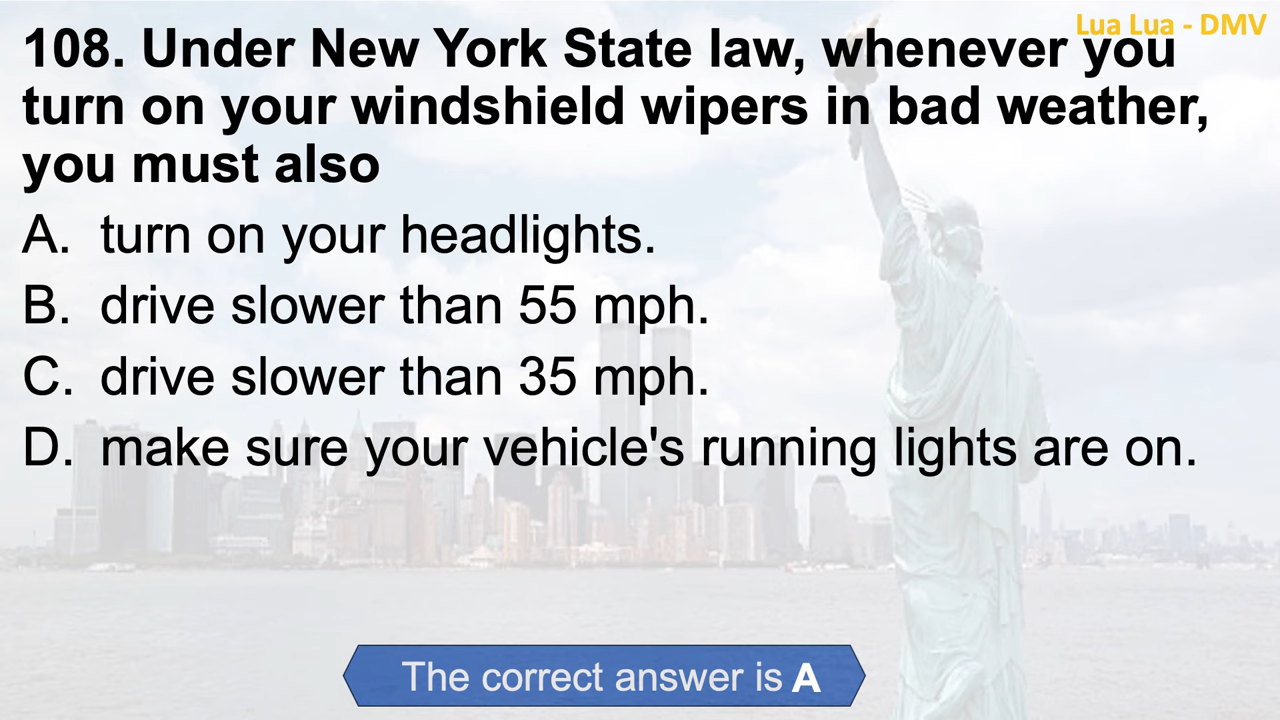 Lua Lua - DMV
108. Under New York State law, whenever you
turn on your windshield wipers in bad weather,
you must also
A. turn on your headlights.
B. drive slower than 55 mph.
C. drive slower than 35 mph.
D. make sure your vehicle's running lights are on.
The correct answer is A